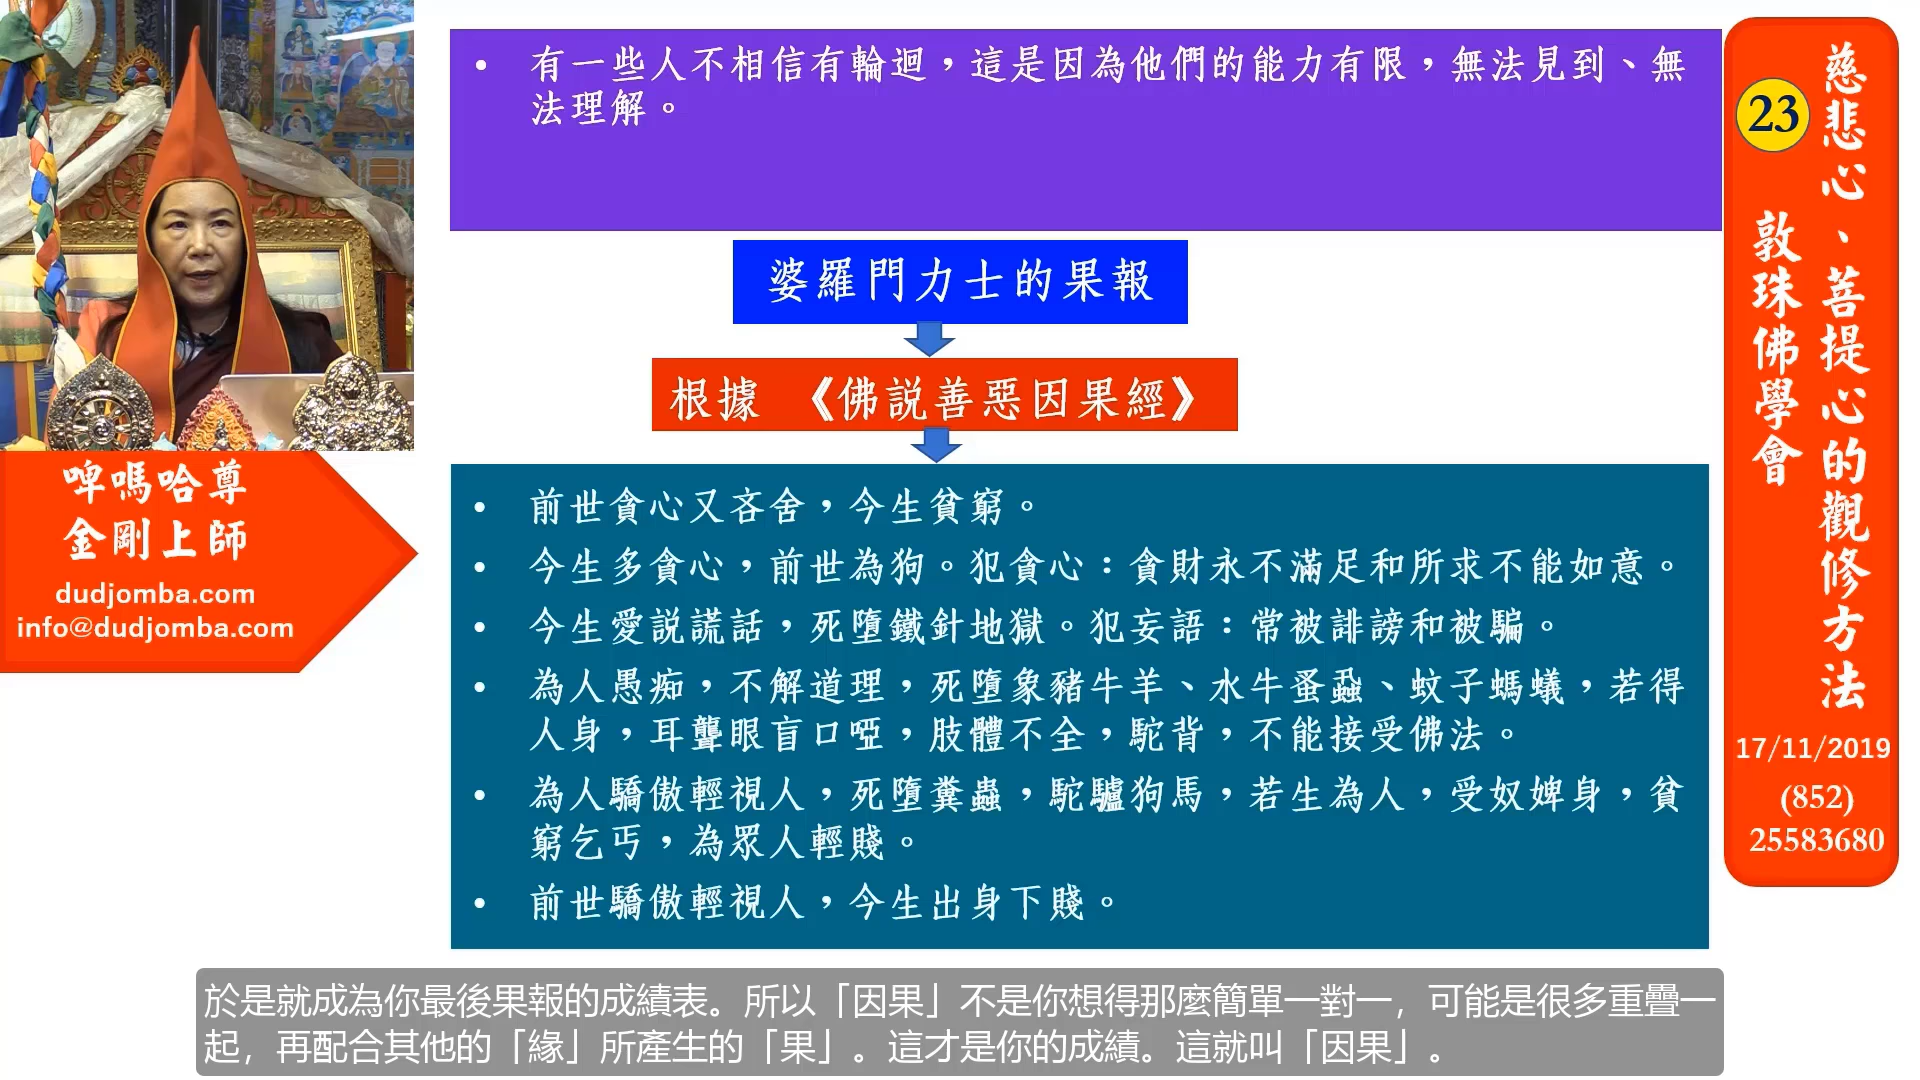 有一些人不相信有輪迴，這是因為他們的能力有限，無法見到、無
法理解。
婆羅門力士的果報
根據 《佛說善惡因果經》
前世貪心又吝舍，今生貧窮。
今生多貪心，前世為狗。犯貪心：貪財永不滿足和所求不能如意。
今生愛說謊話，死墮鐵針地獄。犯妄語：常被誹謗和被騙。
為人愚痴，不解道理，死墮象豬牛羊、水牛蚤蝨、蚊子螞蟻，若得
人身，耳聾眼盲口啞，肢體不全，駝背，不能接受佛法。
為人驕傲輕視人，死墮糞蟲，駝驢狗馬，若生為人，受奴婢身，貧
窮乞丐，為眾人輕賤。
前世驕傲輕視人，今生出身下賤。
啤嗎哈尊
金剛上師
dudjomba.com
info@dudjomba.com
慈悲心、菩提心的觀修方法
23
敦珠佛學會
17/11/2019
(852)
25583680
於是就成為你最後果報的成績表。所以「因果」不是你想得那麼簡單一對一，可能是很多重疊一
起，再配合其他的「緣」所產生的「果」。這才是你的成績。這就叫「因果」。